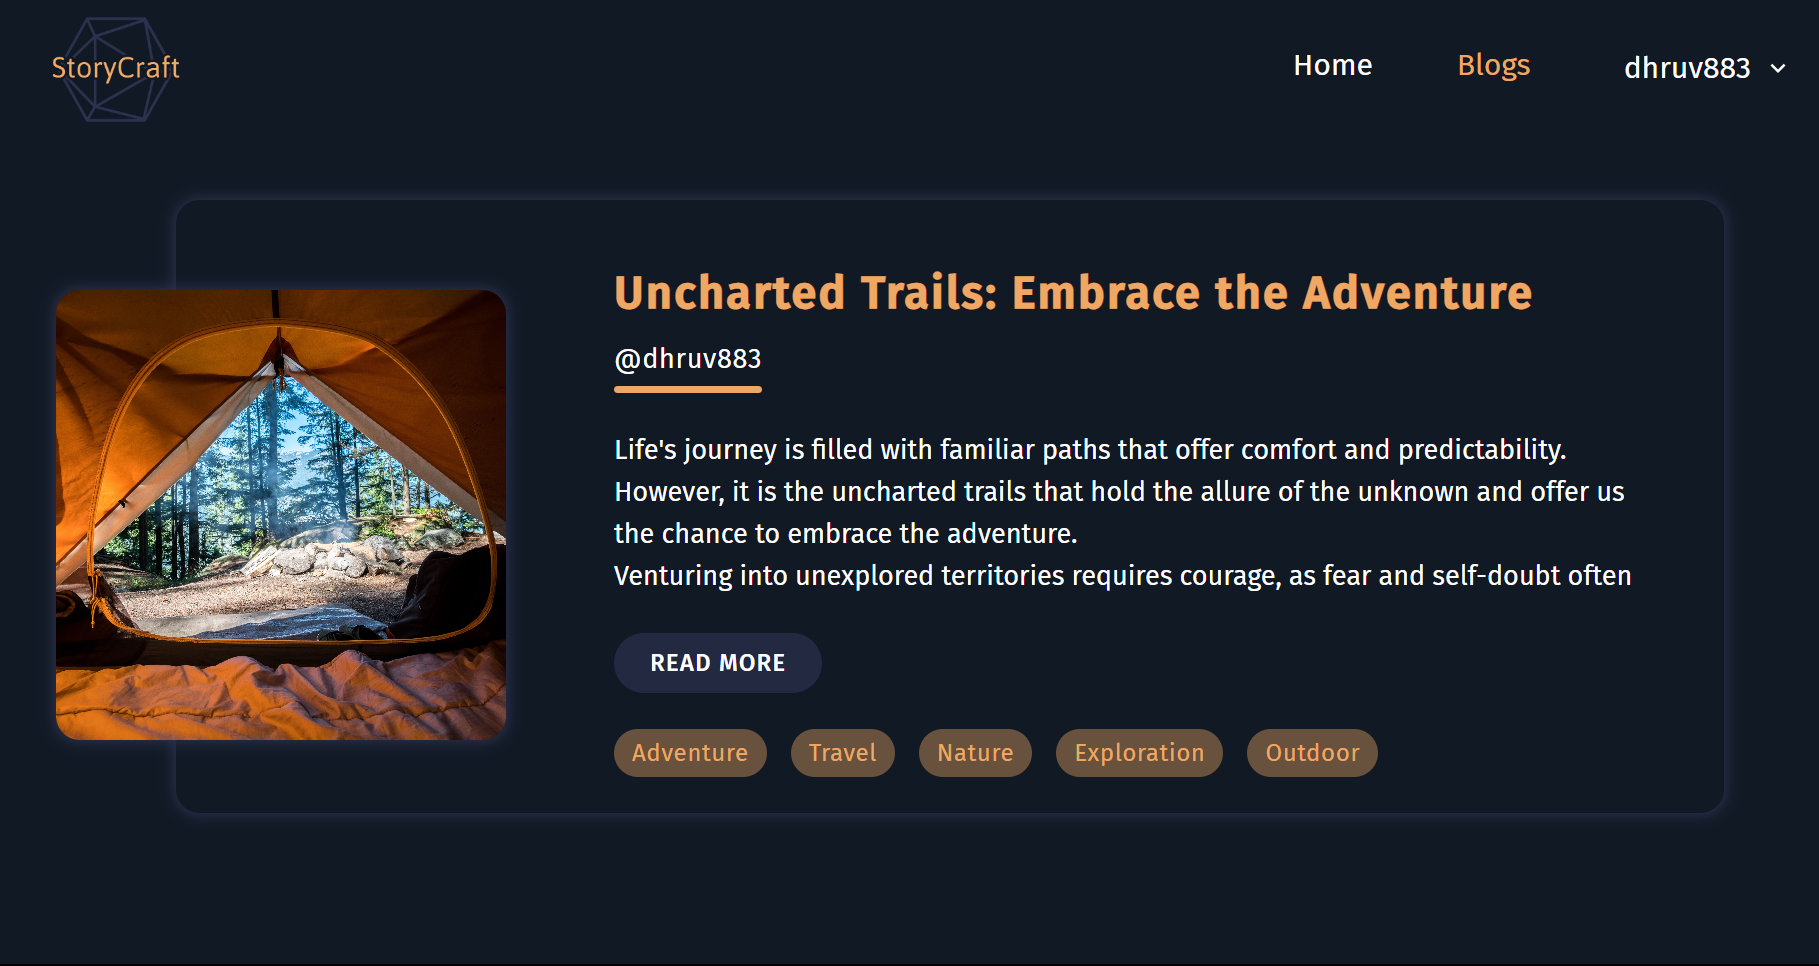 StoryCraft
Home
Blogs
dhruv883
Uncharted Trails: Embrace the Adventure
@dhruv883
Life's journey is filled with familiar paths that offer comfort and predictability.
However, it is the uncharted trails that hold the allure of the unknown and offer us
the chance to embrace the adventure.
Venturing into unexplored territories requires courage, as fear and self-doubt often
READ MORE
Adventure
Travel
Nature
Exploration
Outdoor